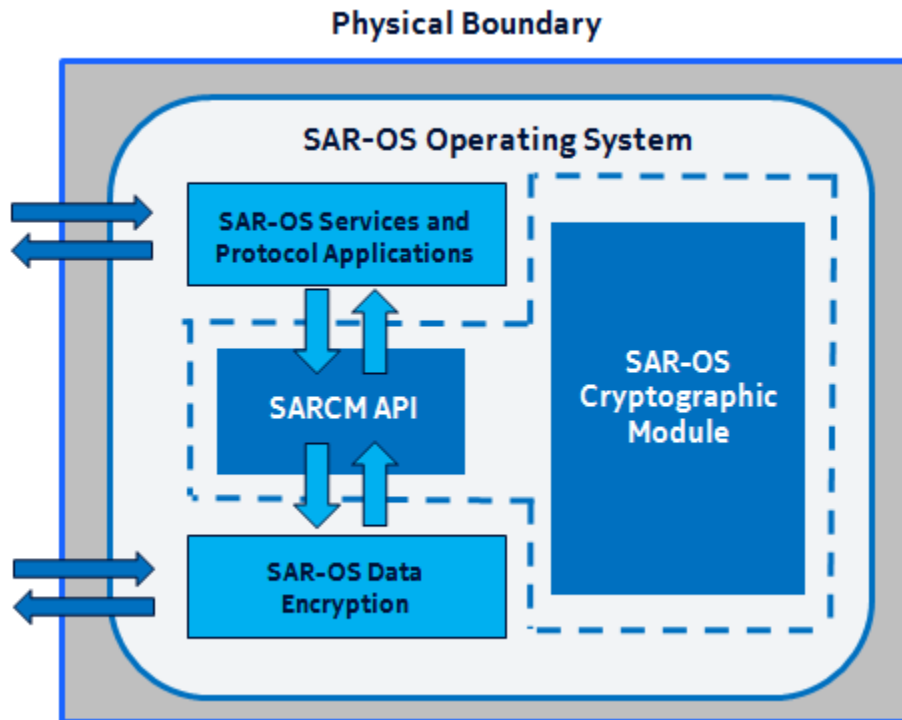 Physical Boundary
SAR-OS Operating System
SAR-OS Services and
Protocol Applications
SARCM API
SAR-OS
Cryptographic
Module
SAR-OS Data
Encryption